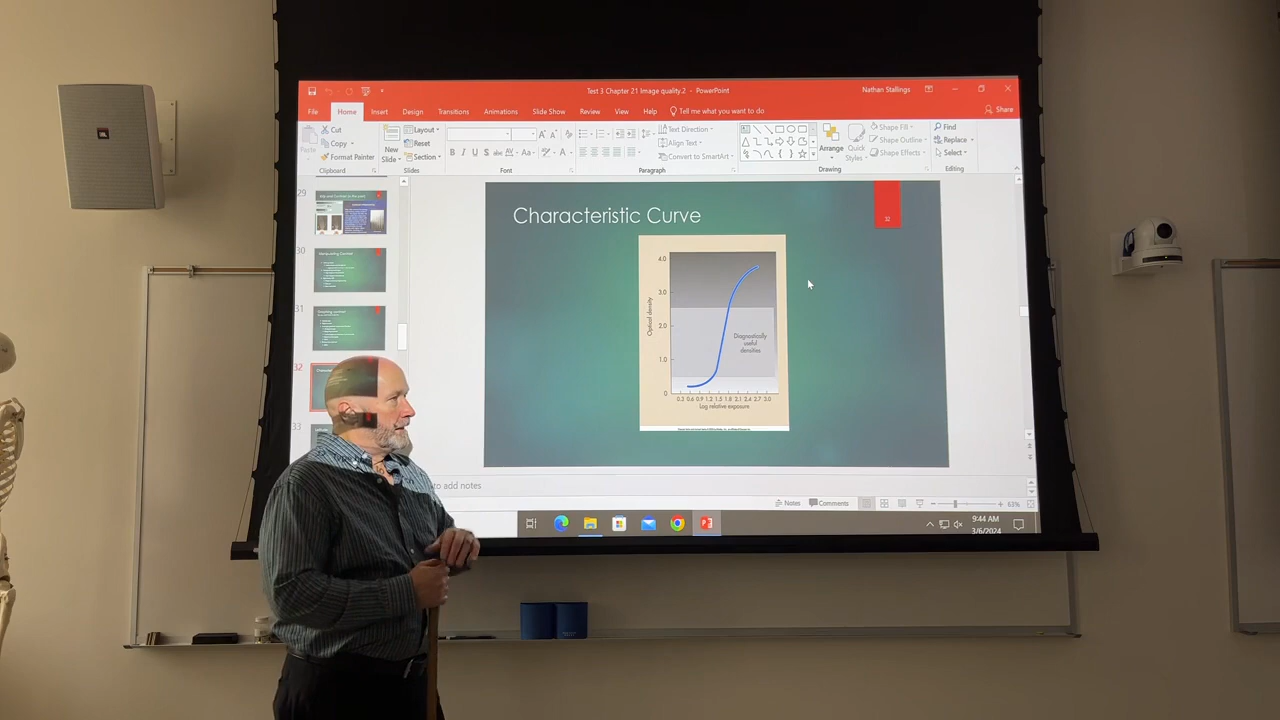 Test 3 Chapter 21 Image quality.2 - PowerPoint
Nathan Stallings
File Home Insert Design Transitions Animations Slide Show Review View Help Tell me what you want to do
Share
Cut
Copy
Format Painter
Clipboard
New
Slide
Layout
Reset
Section
Slides
Font
Text Direction
Align Text
Convert to SmartArt
Paragraph
Arrange
Quick
Styles
Shape Fill
Shape Outline
Shape Effects
Drawing
Find
Replace
Select
Editing
29
30
Manipulating Contrast
31
32
33
Characteristic Curve
32
4.0
3.0
2.0
1.0
0
Optical density
Diagnostically
useful
densities
0.3 0.6 0.9 1.2 1.5 1.8 2.1 2.4 2.7 3.0
Log relative exposure
to add notes
Notes Comments
63%
9:44 AM
3/6/2024
JBL